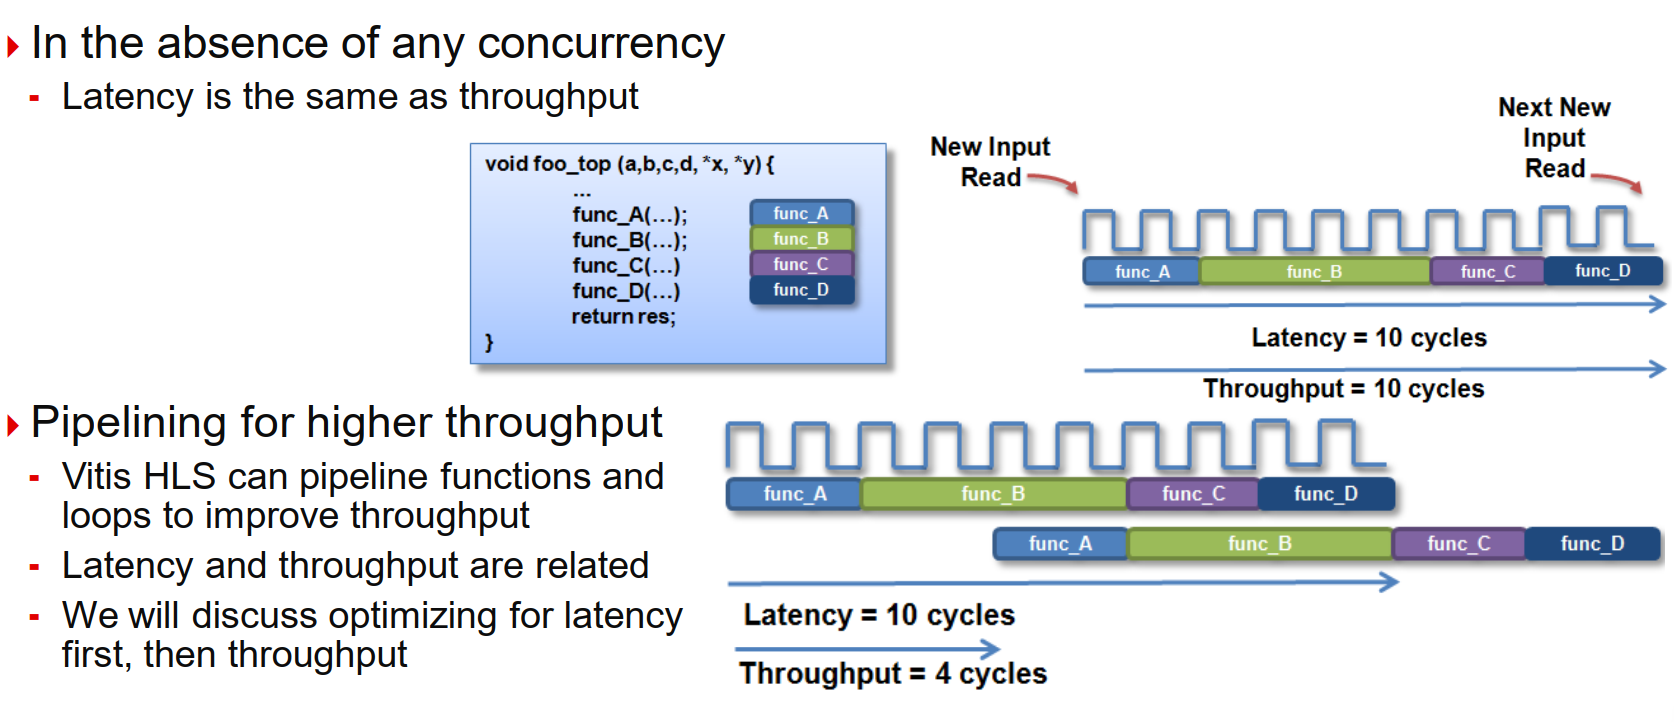 In the absence of any concurrency
- Latency is the same as throughput
void foo_top (a,b,c,d, *x, *y) {
...
func_A(...);
func_B(...);
func_C(...)
func_D(...)
return res;
}
func_A
func_B
func_C
func_D
New Input
Read
Next New
Input
Read
func_A func_B func_C func_D
Latency = 10 cycles
Throughput = 10 cycles
Pipelining for higher throughput
- Vitis HLS can pipeline functions and
loops to improve throughput
- Latency and throughput are related
- We will discuss optimizing for latency
first, then throughput
func_A func_B func_C func_D
func_A func_B func_C func_D
Latency = 10 cycles
Throughput = 4 cycles